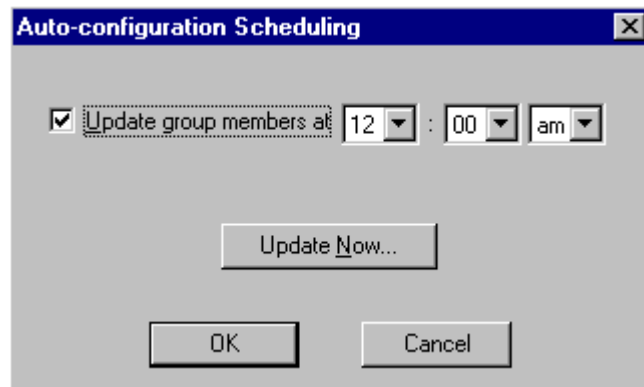 Auto-configuration Scheduling
Update group members at 12 : 00 am
Update Now...
OK Cancel